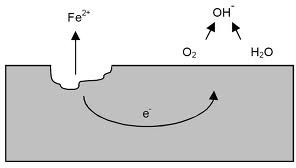 Fe²⁺
OH⁻
O₂
H₂O
e⁻